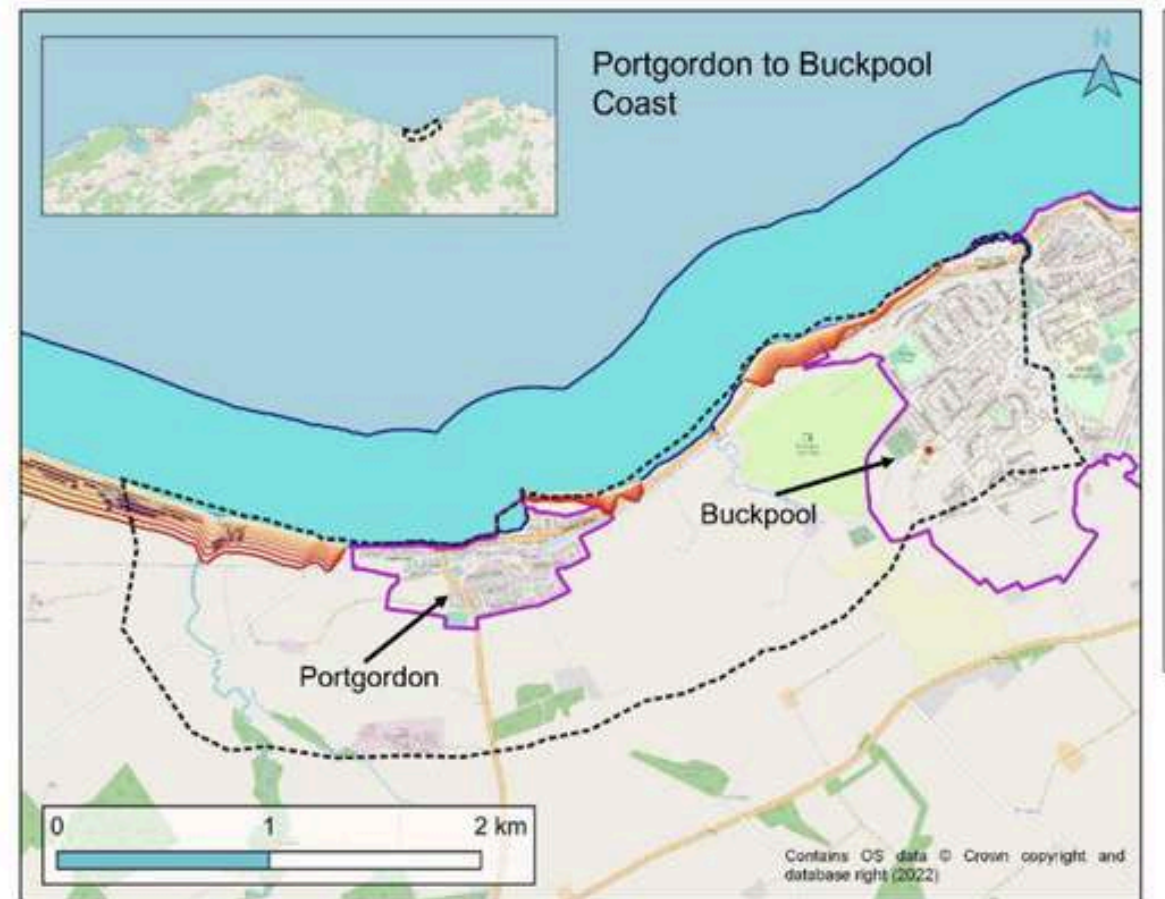 Portgordon to Buckpool
Coast
N
Buckpool
Portgordon
0 1 2 km
Contains OS data © Crown copyright and
database right (2022)